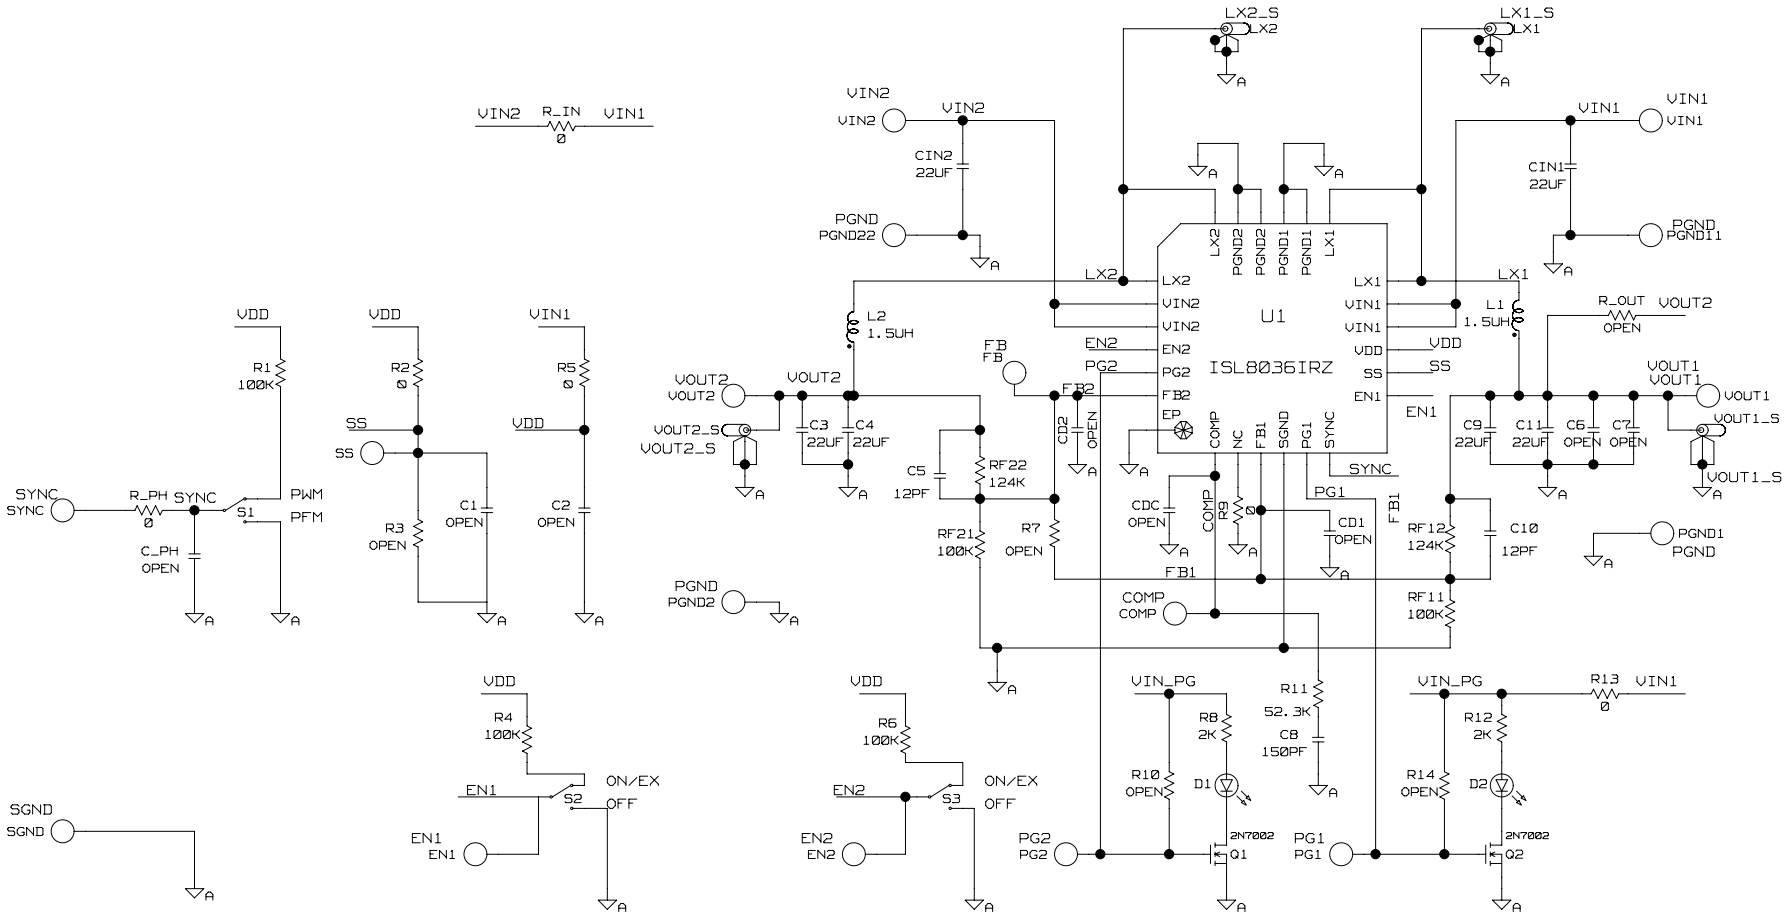 LX2_S
LX2
A
LX1_S
LX1
A
VIN2
VIN2
VIN2
VIN1
VIN1
VIN1
VIN2
R_IN
VIN1
0
CIN2
22UF
A
A
CIN1
22UF
PGND
PGND22
A
PGND
PGND11
A
LX2
PGND2
PGND2
PGND1
PGND1
LX1
LX2
LX2
LX1
LX1
VIN2
VIN1
VIN2
VIN1
EN2
EN2
VDD
VDD
PG2
PG2
SS
SS
FB2
FB2
EN1
EN1
EP
A
U1
ISL8036IRZ
COMP
NC
FB1
SGND
PG1
SYNC
SYNC
L2
1.5UH
L1
1.5UH
R_OUT
VOUT2
OPEN
VDD
R1
100K
VDD
R2
0
VIN1
R5
0
SS
SS
VDD
VOUT2
VOUT2
VOUT2
VOUT2_S
VOUT2_S
A
C3
22UF
C4
22UF
A
C5
12PF
RF22
124K
FB
FB
CD2
OPEN
A
VOUT1
VOUT1
VOUT1
VOUT1_S
VOUT1_S
A
C9
22UF
C11
22UF
C6
OPEN
C7
OPEN
A
SYNC
SYNC
R_PH
0
SYNC
S1
PWM
PFM
C_PH
OPEN
A
A
R3
OPEN
C1
OPEN
A
C2
OPEN
A
RF21
100K
R7
OPEN
CDC
OPEN
A
COMP
R9
0
A
CD1
OPEN
A
PG1
FB1
FB1
RF12
124K
C10
12PF
RF11
100K
PGND1
PGND
A
PGND
PGND2
A
COMP
COMP
A
R11
52.3K
C8
150PF
A
VDD
R4
100K
EN1
S2
ON/EX
OFF
EN1
EN1
A
VDD
R6
100K
EN2
S3
ON/EX
OFF
EN2
EN2
A
VIN_PG
R8
2K
R10
OPEN
D1
2N7002
PG2
PG2
Q1
A
VIN_PG
R13
0
VIN1
R12
2K
R14
OPEN
D2
2N7002
PG1
PG1
Q2
A
SGND
SGND
A